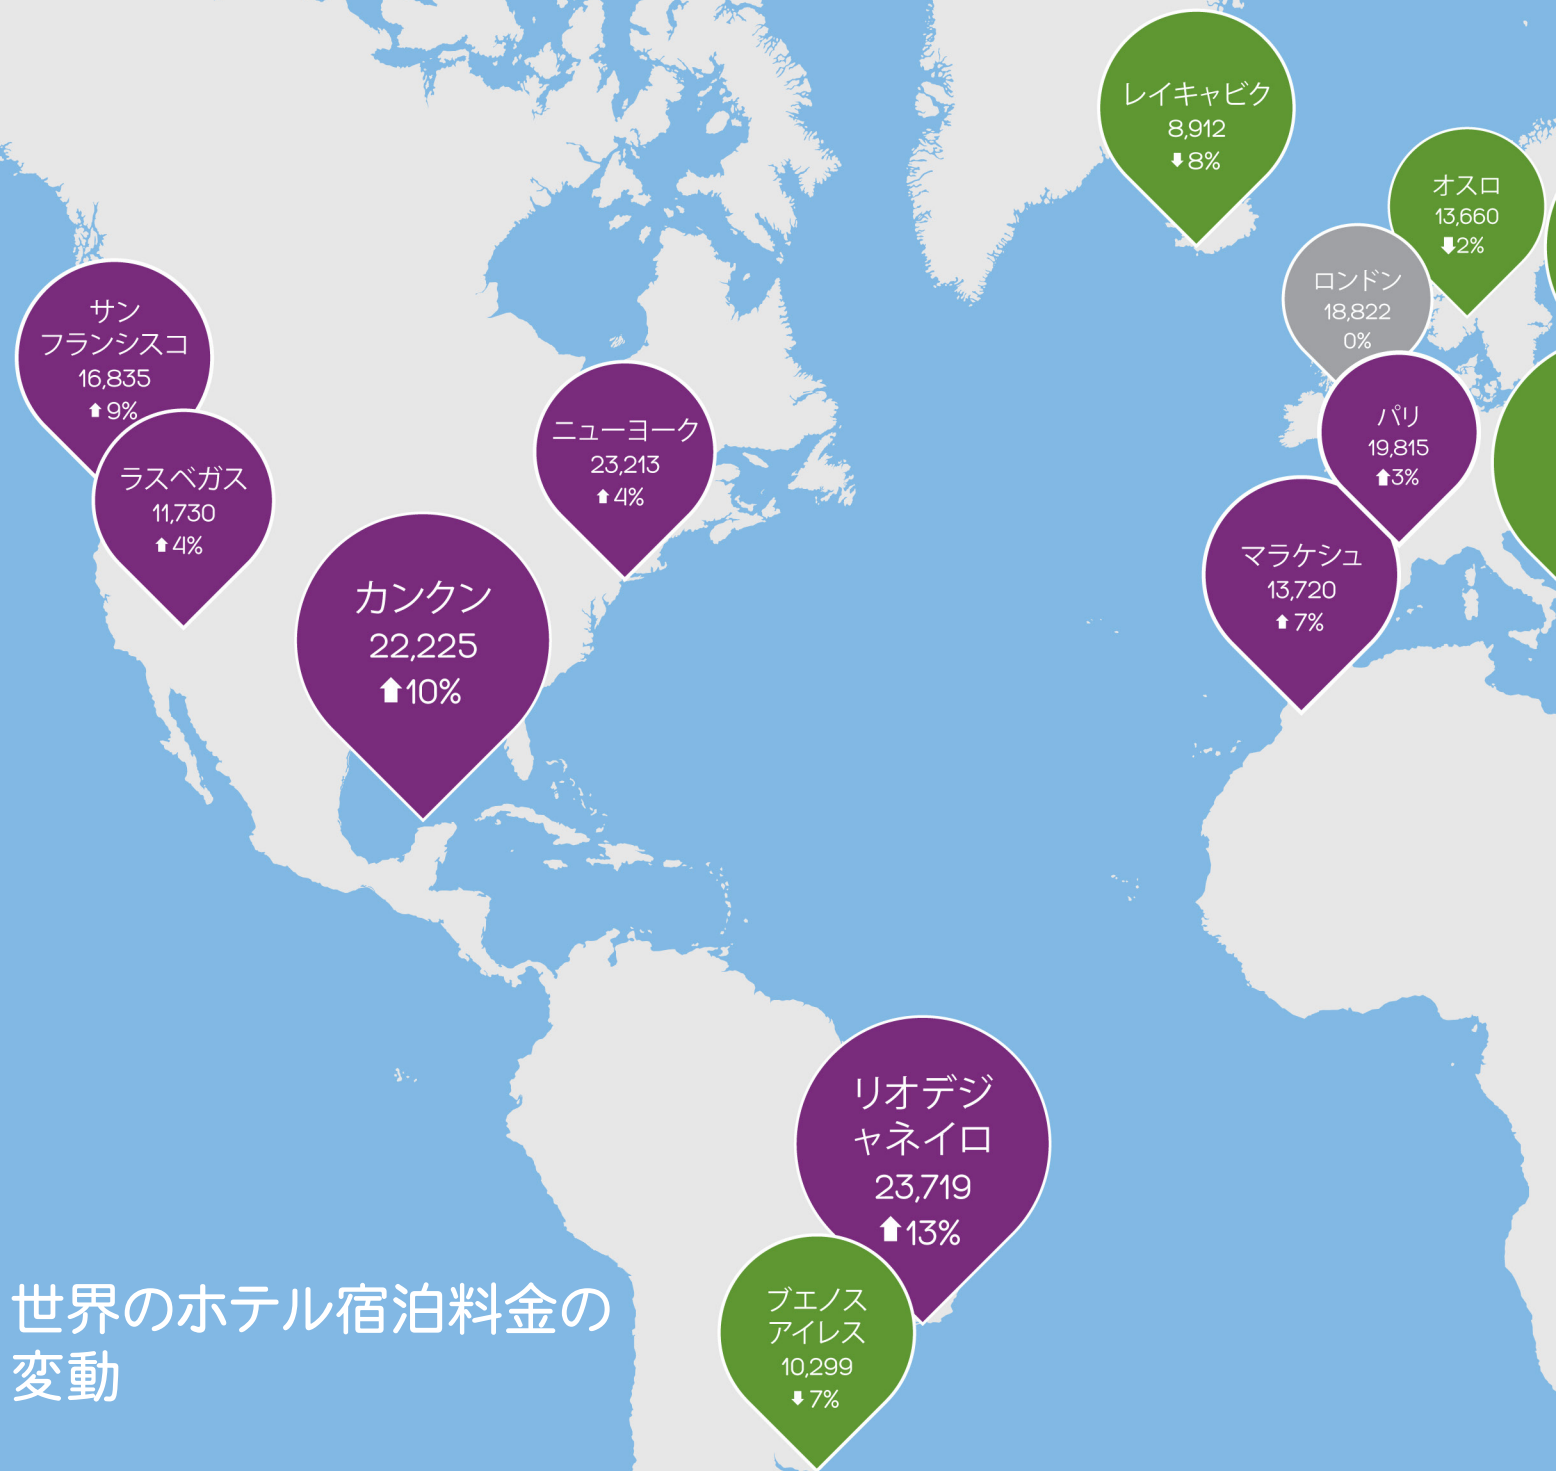 レイキャビク
8,912
⬇8%
オスロ
13,660
⬇2%
ロンドン
18,822
0%
サン
フランシスコ
16,835
⬆9%
パリ
19,815
⬆3%
ニューヨーク
23,213
⬆4%
ラスベガス
11,730
⬆4%
カンクン
22,225
⬆10%
マラケシュ
13,720
⬆7%
リオデジ
ャネイロ
23,719
⬆13%
ブエノス
アイレス
10,299
⬇7%
世界のホテル宿泊料金の
変動